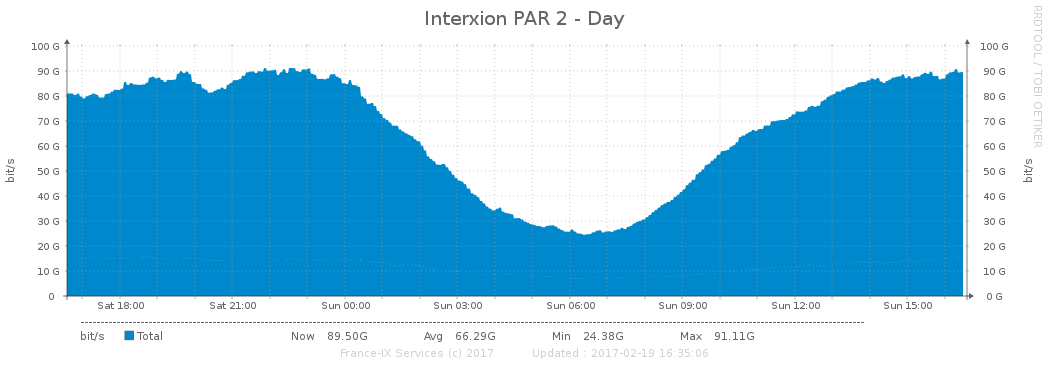 Interxion PAR 2 - Day
RRDTOOL / TOBI OETIKER
bit/s
100 G
90 G
80 G
70 G
60 G
50 G
40 G
30 G
20 G
10 G
0
100 G
90 G
80 G
70 G
60 G
50 G
40 G
30 G
20 G
10 G
0 G
bit/s
Sat 18:00 Sat 21:00 Sun 00:00 Sun 03:00 Sun 06:00 Sun 09:00 Sun 12:00 Sun 15:00
bit/s Total Now 89.50G Avg 66.29G Min 24.38G Max 91.11G
France-IX Services (c) 2017 Updated : 2017-02-19 16:35:06